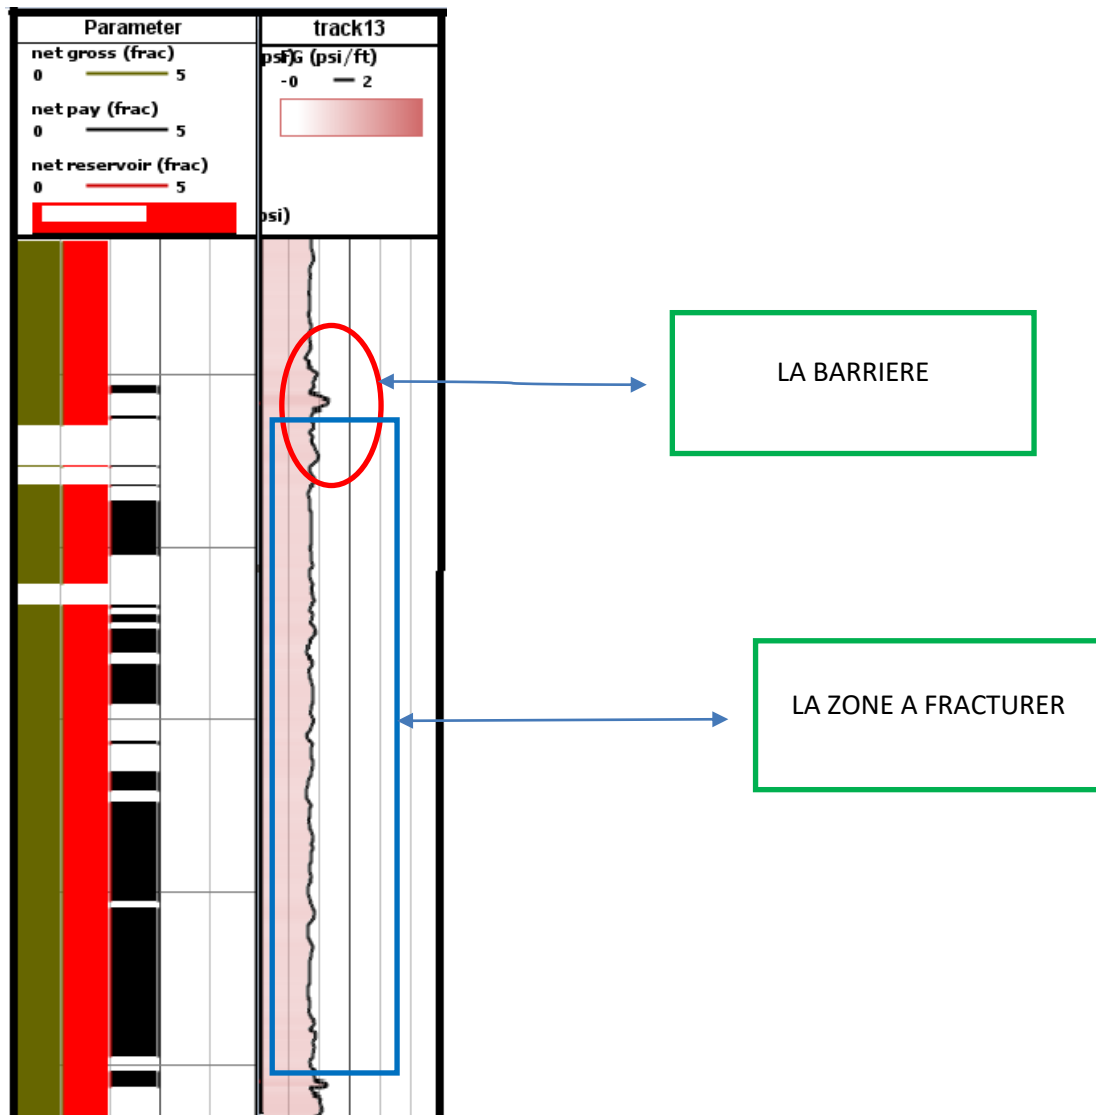 Parameter
net gross (frac)
0 5
net pay (frac)
0 5
net reservoir (frac)
0 5
track13
psi) FG (psi/ft)
-0 2
psi)
LA BARRIERE
LA ZONE A FRACTURER